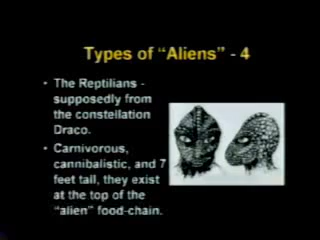 Types of “Aliens” - 4
• The Reptilians -
supposedly from
the constellation
Draco.
• Carnivorous,
cannibalistic, and 7
feet tall, they exist
at the top of the
“alien” food-chain.